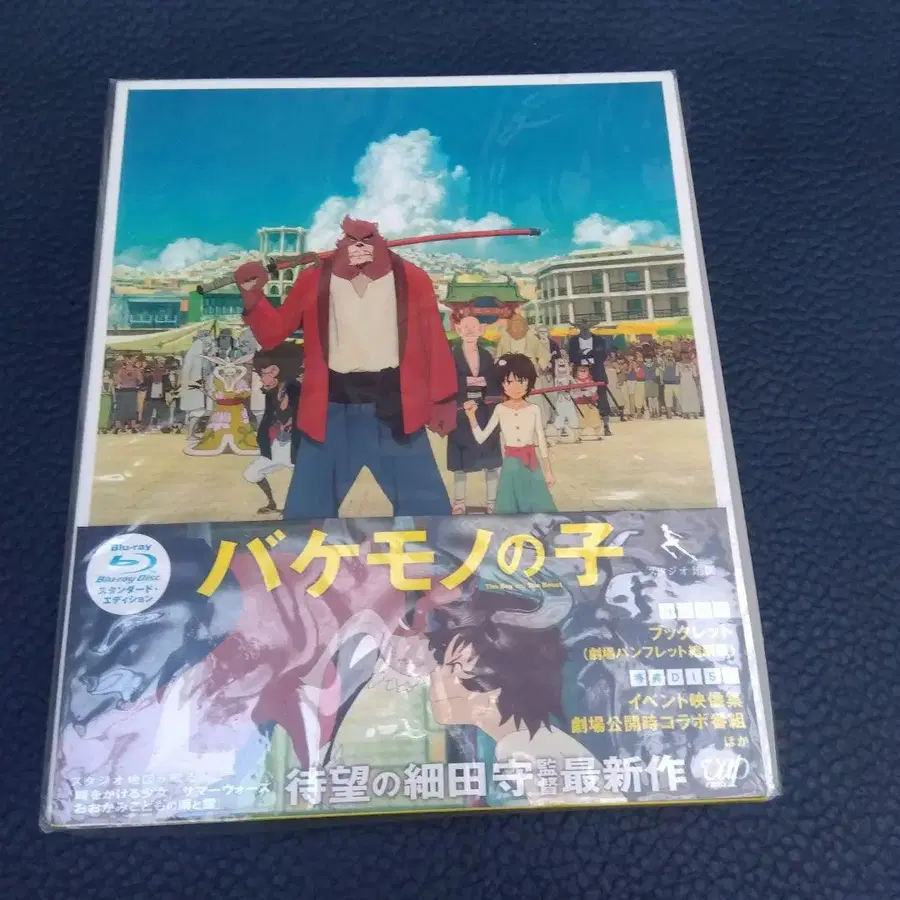 Blu-ray
Blu-ray Disc
スタンダード・
エディション
バケモノの子
The Boy and The Beast
スタジオ地図
ブックレット
(劇場パンフレット縮刷版)
特典DISC
イベント映像集
劇場公開時コラボ番組
ほか
スタジオ地図
時をかける少女 サマーウォーズ
おおかみこどもの雨と雪
待望の細田守監督最新作
vap